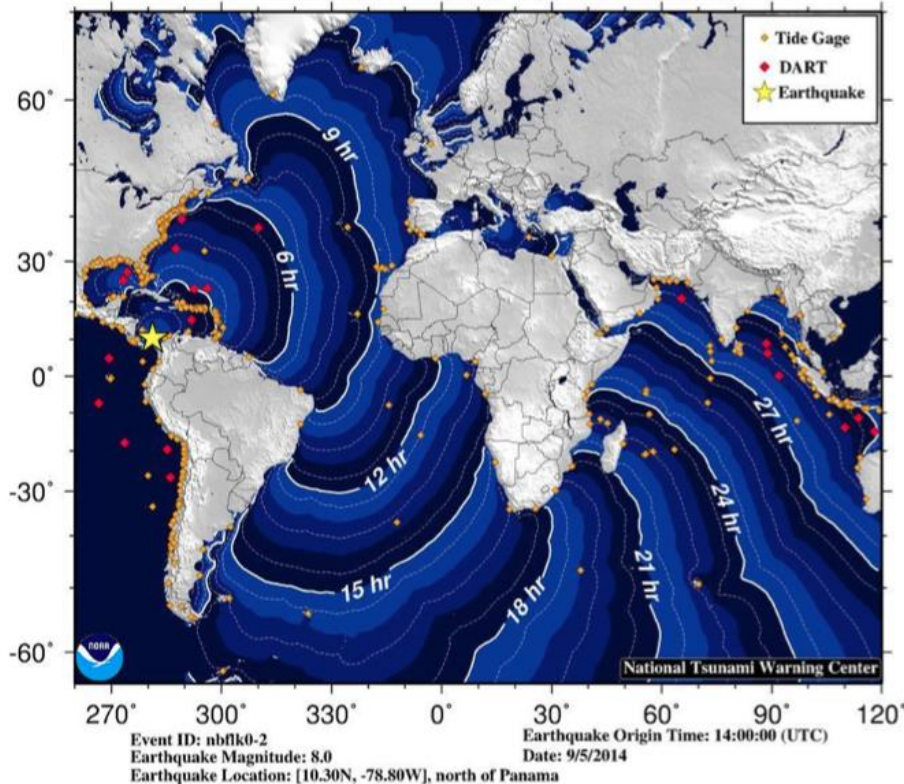 Tide Gage
DART
Earthquake
60°
30°
0°
-30°
-60°
9 hr
6 hr
12 hr
15 hr
18 hr
21 hr
24 hr
27 hr
NOAA
National Tsunami Warning Center
270°
300°
330°
0°
30°
60°
90°
120°
Event ID: nbflk0-2
Earthquake Magnitude: 8.0
Earthquake Location: [10.30N, -78.80W], north of Panama
Earthquake Origin Time: 14:00:00 (UTC)
Date: 9/5/2014